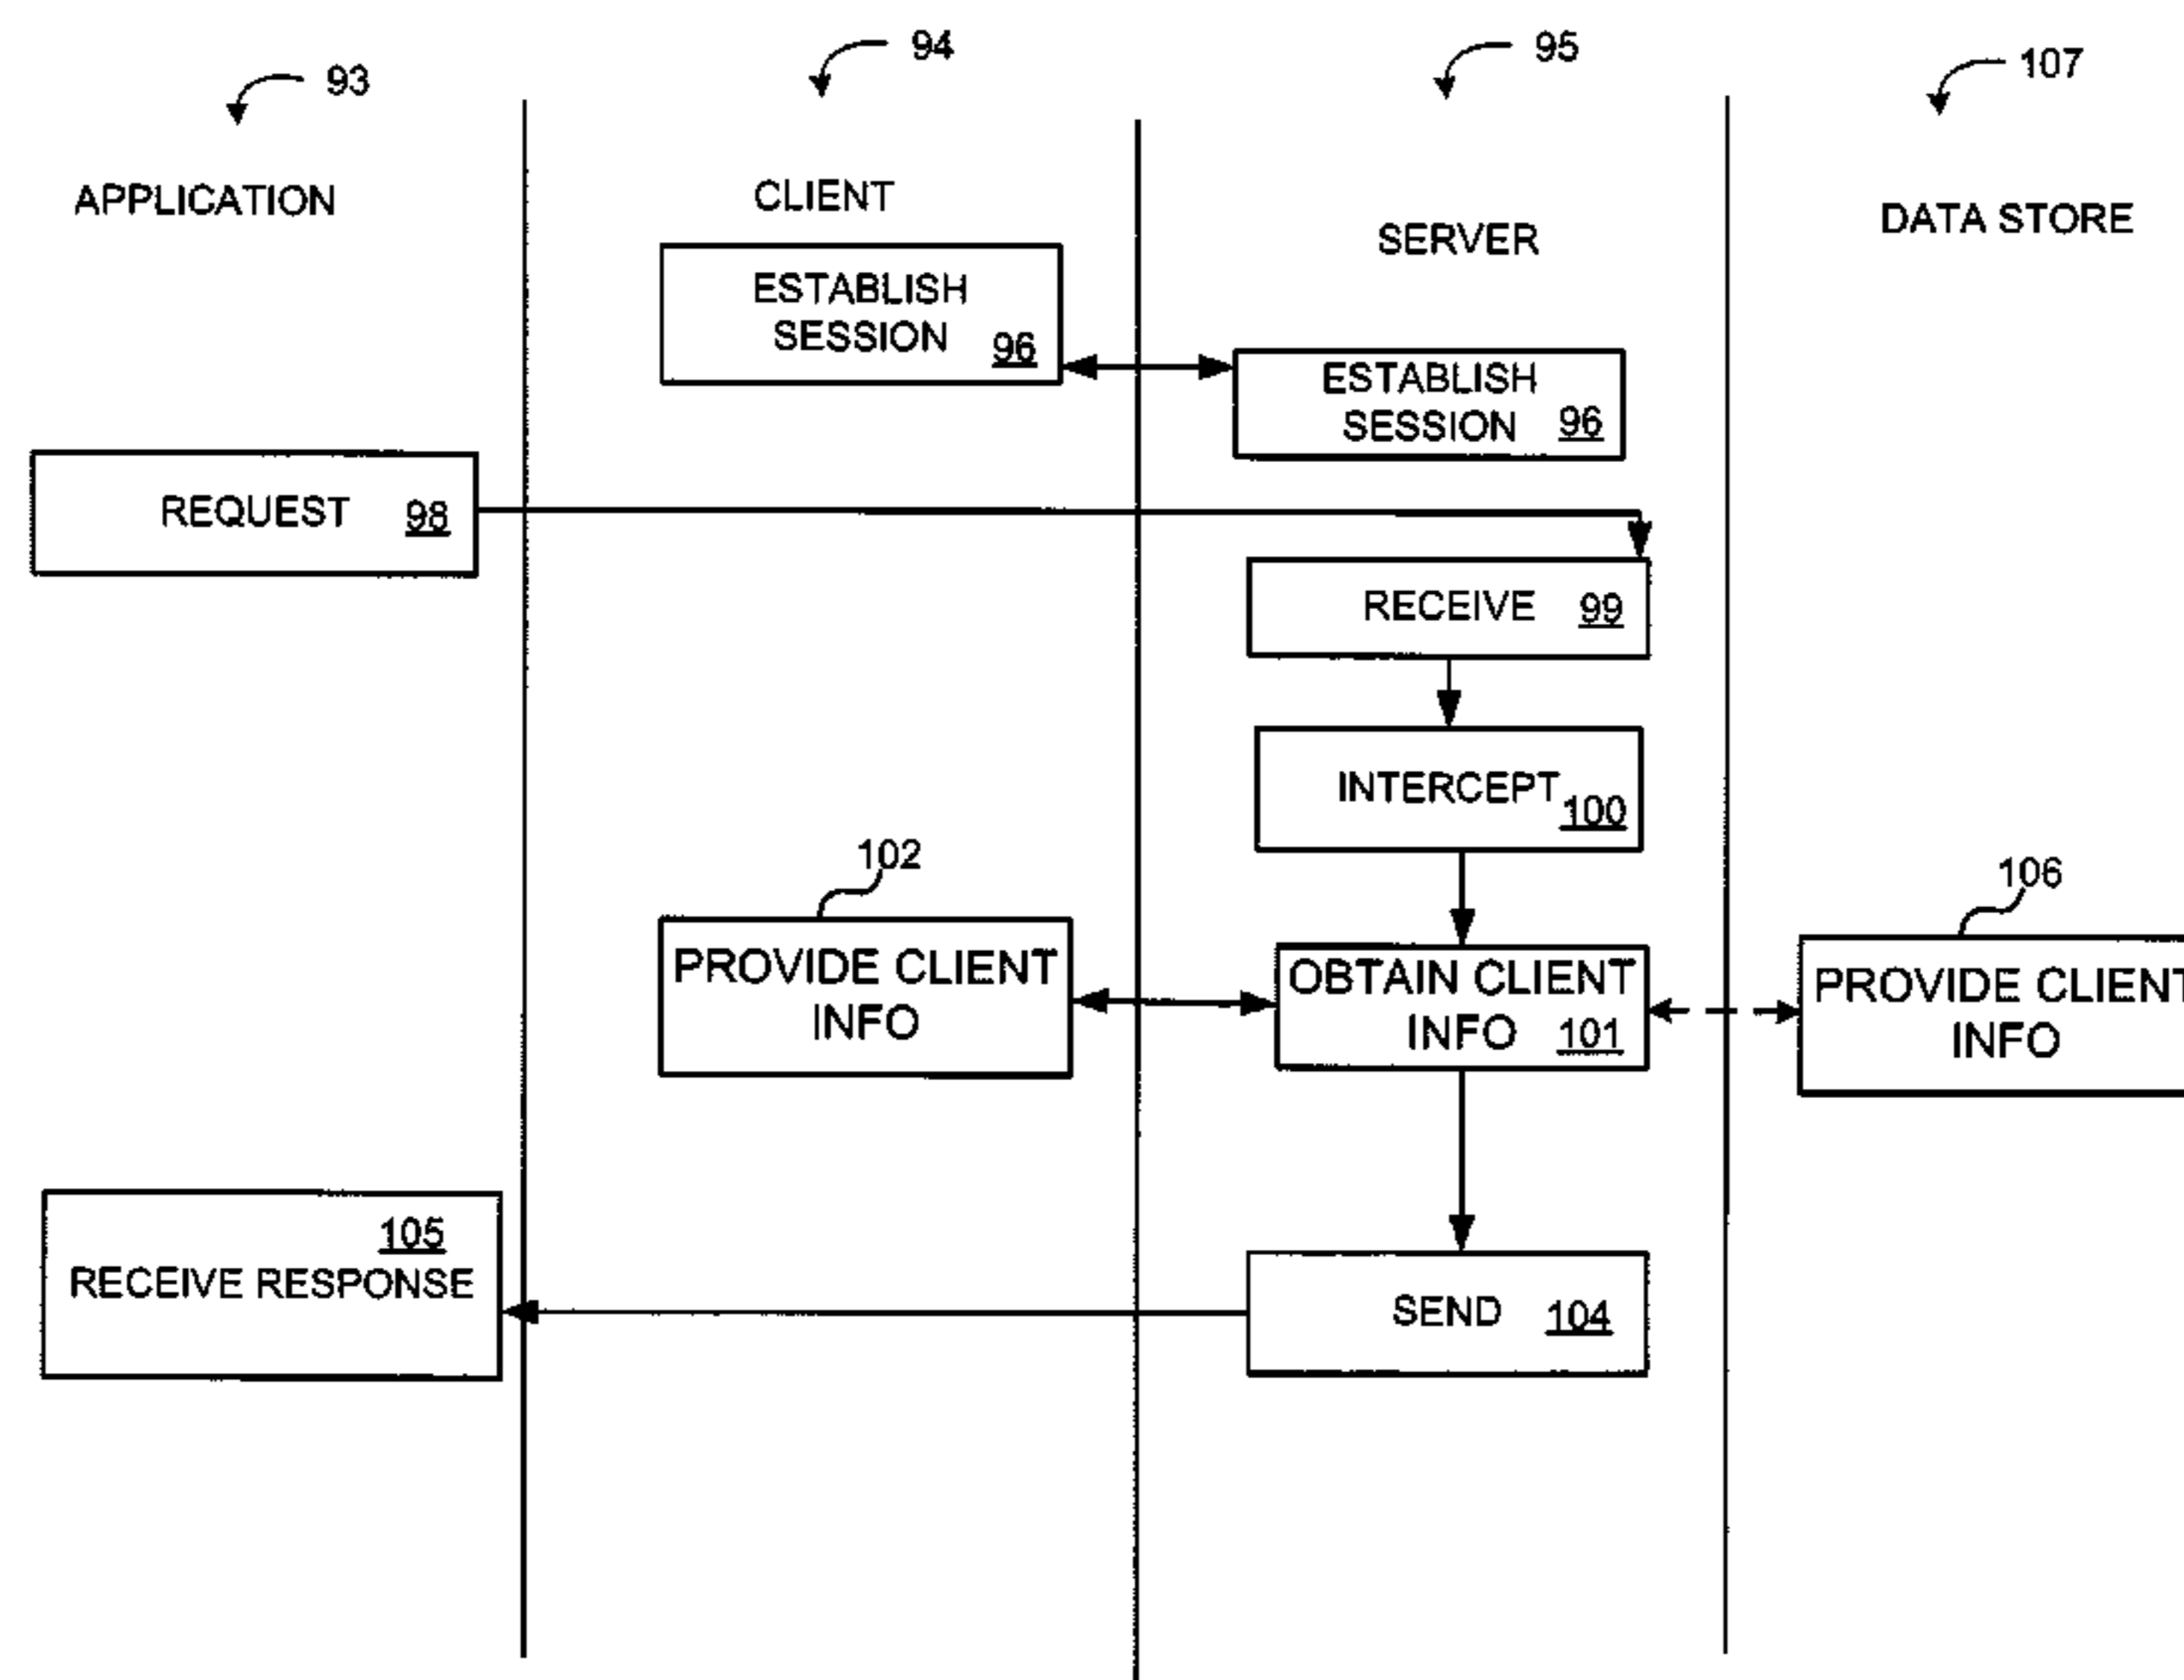 93
94
95
107
APPLICATION
CLIENT
SERVER
DATA STORE
ESTABLISH
SESSION 96
ESTABLISH
SESSION 96
REQUEST 98
RECEIVE 99
INTERCEPT 100
102
PROVIDE CLIENT
INFO
OBTAIN CLIENT
INFO 101
106
PROVIDE CLIENT
INFO
105
RECEIVE RESPONSE
SEND 104